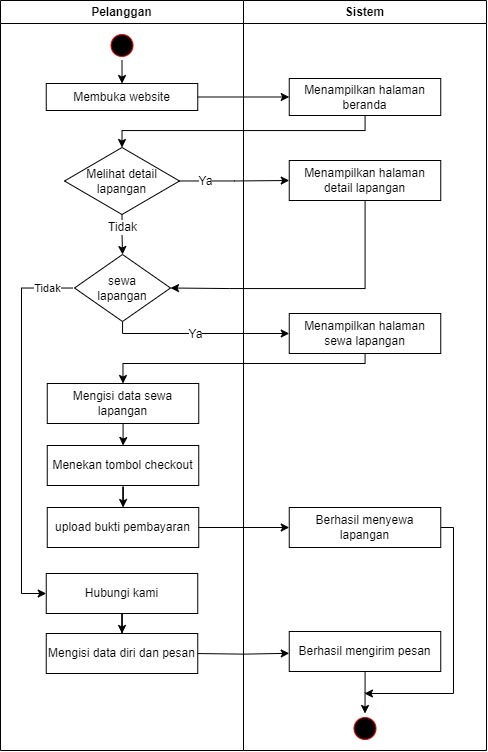 Pelanggan
Sistem
Membuka website
Menampilkan halaman
beranda
Melihat detail
lapangan
Ya
Menampilkan halaman
detail lapangan
Tidak
sewa
lapangan
Tidak
Ya
Menampilkan halaman
sewa lapangan
Mengisi data sewa
lapangan
Menekan tombol checkout
upload bukti pembayaran
Berhasil menyewa
lapangan
Hubungi kami
Mengisi data diri dan pesan
Berhasil mengirim pesan